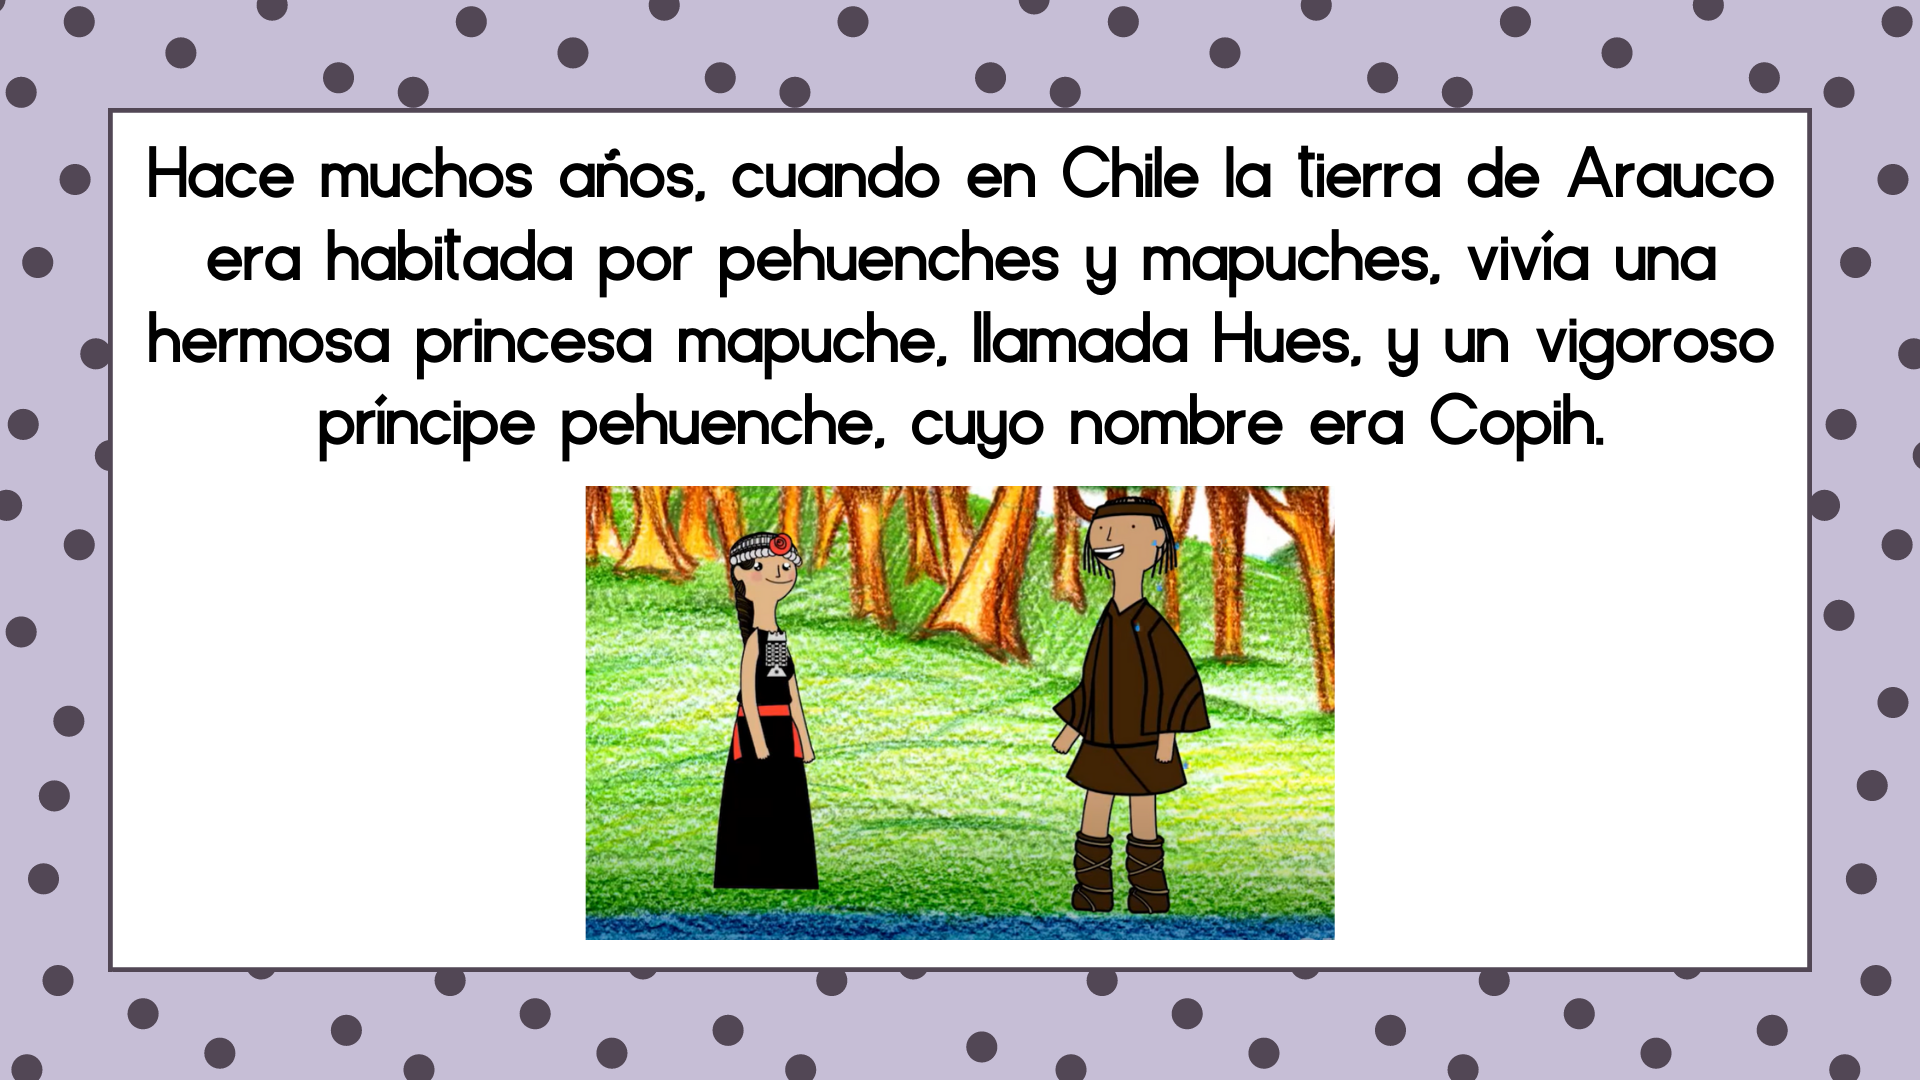 Hace muchos años, cuando en Chile la tierra de Arauco
era habitada por pehuenches y mapuches, vivía una
hermosa princesa mapuche, llamada Hues, y un vigoroso
príncipe pehuenche, cuyo nombre era Copih.